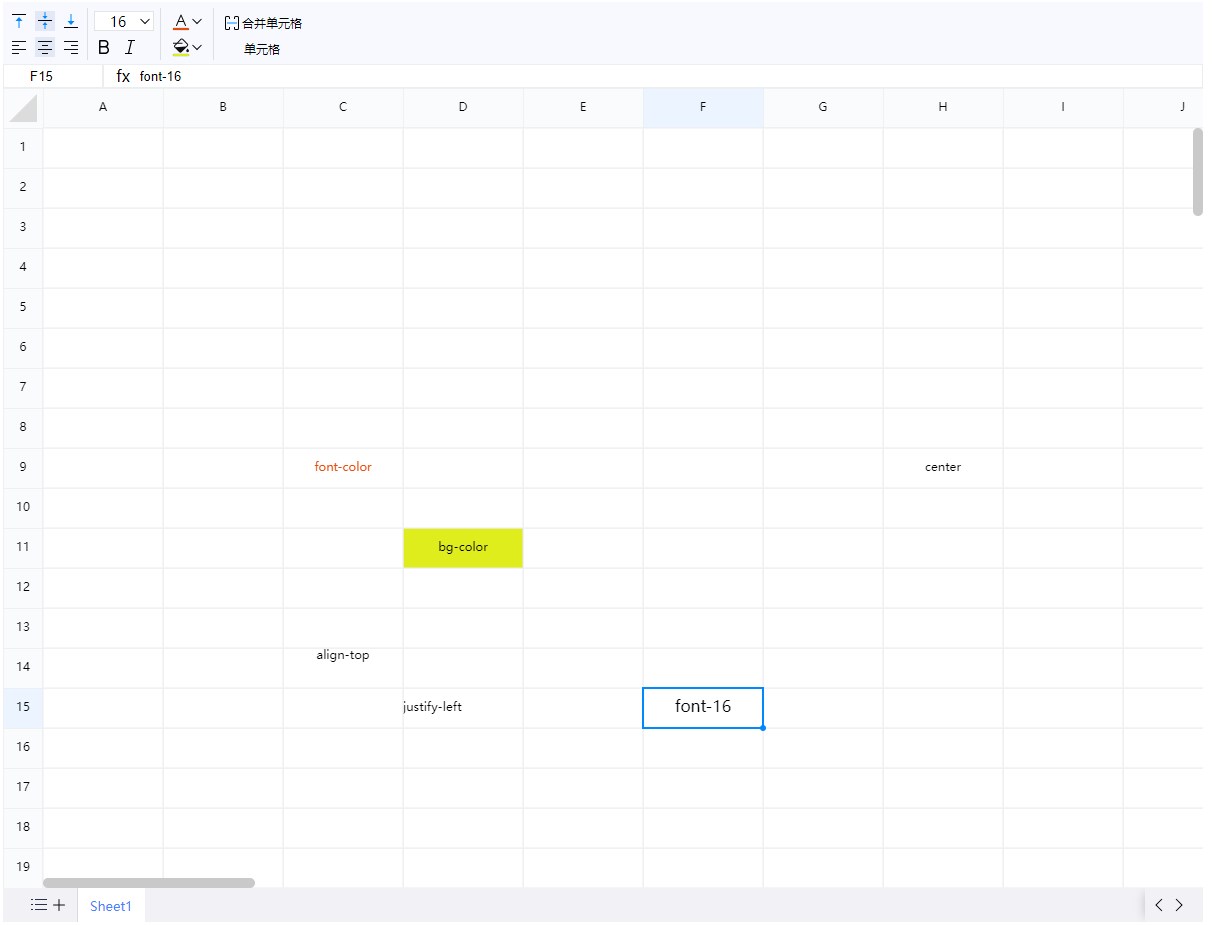 16 A 合并单元格
B I 单元格
F15 fx font-16
A B C D E F G H I J
1
2
3
4
5
6
7
8
9 font-color center
10
11 bg-color
12
13
14 align-top
15 justify-left font-16
16
17
18
19
Sheet1